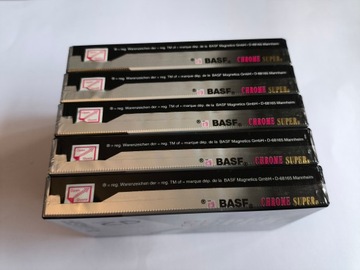 ® = reg. Warenzeichen der = reg. TM of = marque dép. de la BASF Magnetics GmbH • D-68165 Mannheim
BASF CHROME SUPER
® = reg. Warenzeichen der = reg. TM of = marque dép. de la BASF Magnetics GmbH • D-68165 Mannheim
BASF CHROME SUPER
® = reg. Warenzeichen der = reg. TM of = marque dép. de la BASF Magnetics GmbH • D-68165 Mannheim
BASF CHROME SUPER
® = reg. Warenzeichen der = reg. TM of = marque dép. de la BASF Magnetics GmbH • D-68165 Mannheim
BASF CHROME SUPER
® = reg. Warenzeichen der = reg. TM of = marque dép. de la BASF Magnetics GmbH • D-68165 Mannheim
® BASF CHROME SUPER